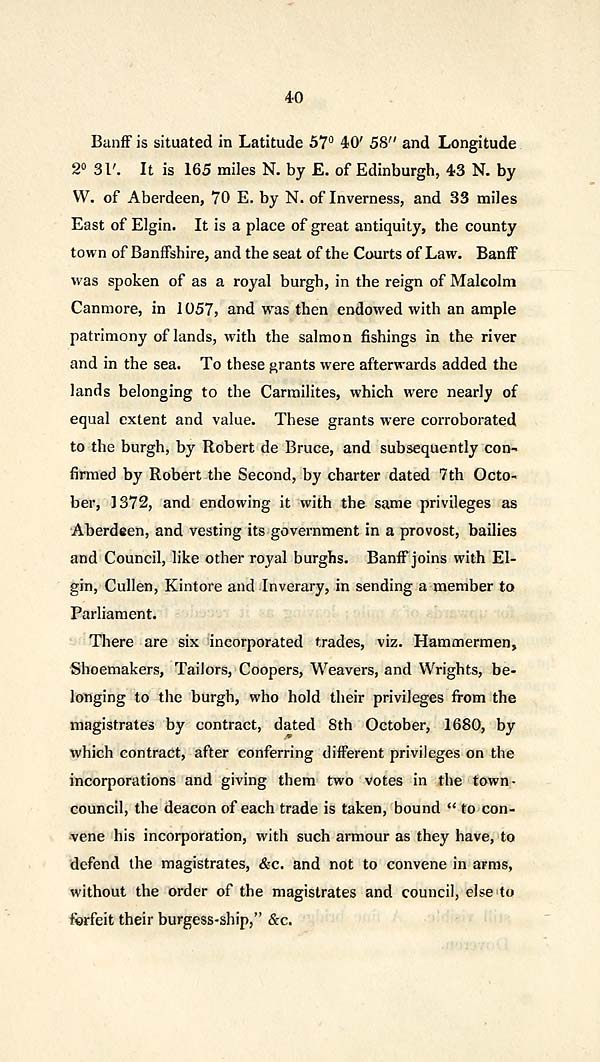 40
Banff is situated in Latitude 57⁰ 40′ 58″ and Longitude
2⁰ 31′. It is 165 miles N. by E. of Edinburgh, 43 N. by
W. of Aberdeen, 70 E. by N. of Inverness, and 33 miles
East of Elgin. It is a place of great antiquity, the county
town of Banffshire, and the seat of the Courts of Law. Banff
was spoken of as a royal burgh, in the reign of Malcolm
Canmore, in 1057, and was then endowed with an ample
patrimony of lands, with the salmon fishings in the river
and in the sea. To these grants were afterwards added the
lands belonging to the Carmilites, which were nearly of
equal extent and value. These grants were corroborated
to the burgh, by Robert de Bruce, and subsequently con-
firmed by Robert the Second, by charter dated 7th Octo-
ber, 1372, and endowing it with the same privileges as
Aberdeen, and vesting its government in a provost, bailies
and Council, like other royal burghs. Banff joins with El-
gin, Cullen, Kintore and Inverary, in sending a member to
Parliament.
There are six incorporated trades, viz. Hammermen,
Shoemakers, Tailors, Coopers, Weavers, and Wrights, be-
longing to the burgh, who hold their privileges from the
magistrates by contract, dated 8th October, 1680, by
which contract, after conferring different privileges on the
incorporations and giving them two votes in the town-
council, the deacon of each trade is taken, bound “ to con-
vene his incorporation, with such armour as they have, to
defend the magistrates, &c. and not to convene in arms,
without the order of the magistrates and council, else to
forfeit their burgess-ship,” &c.